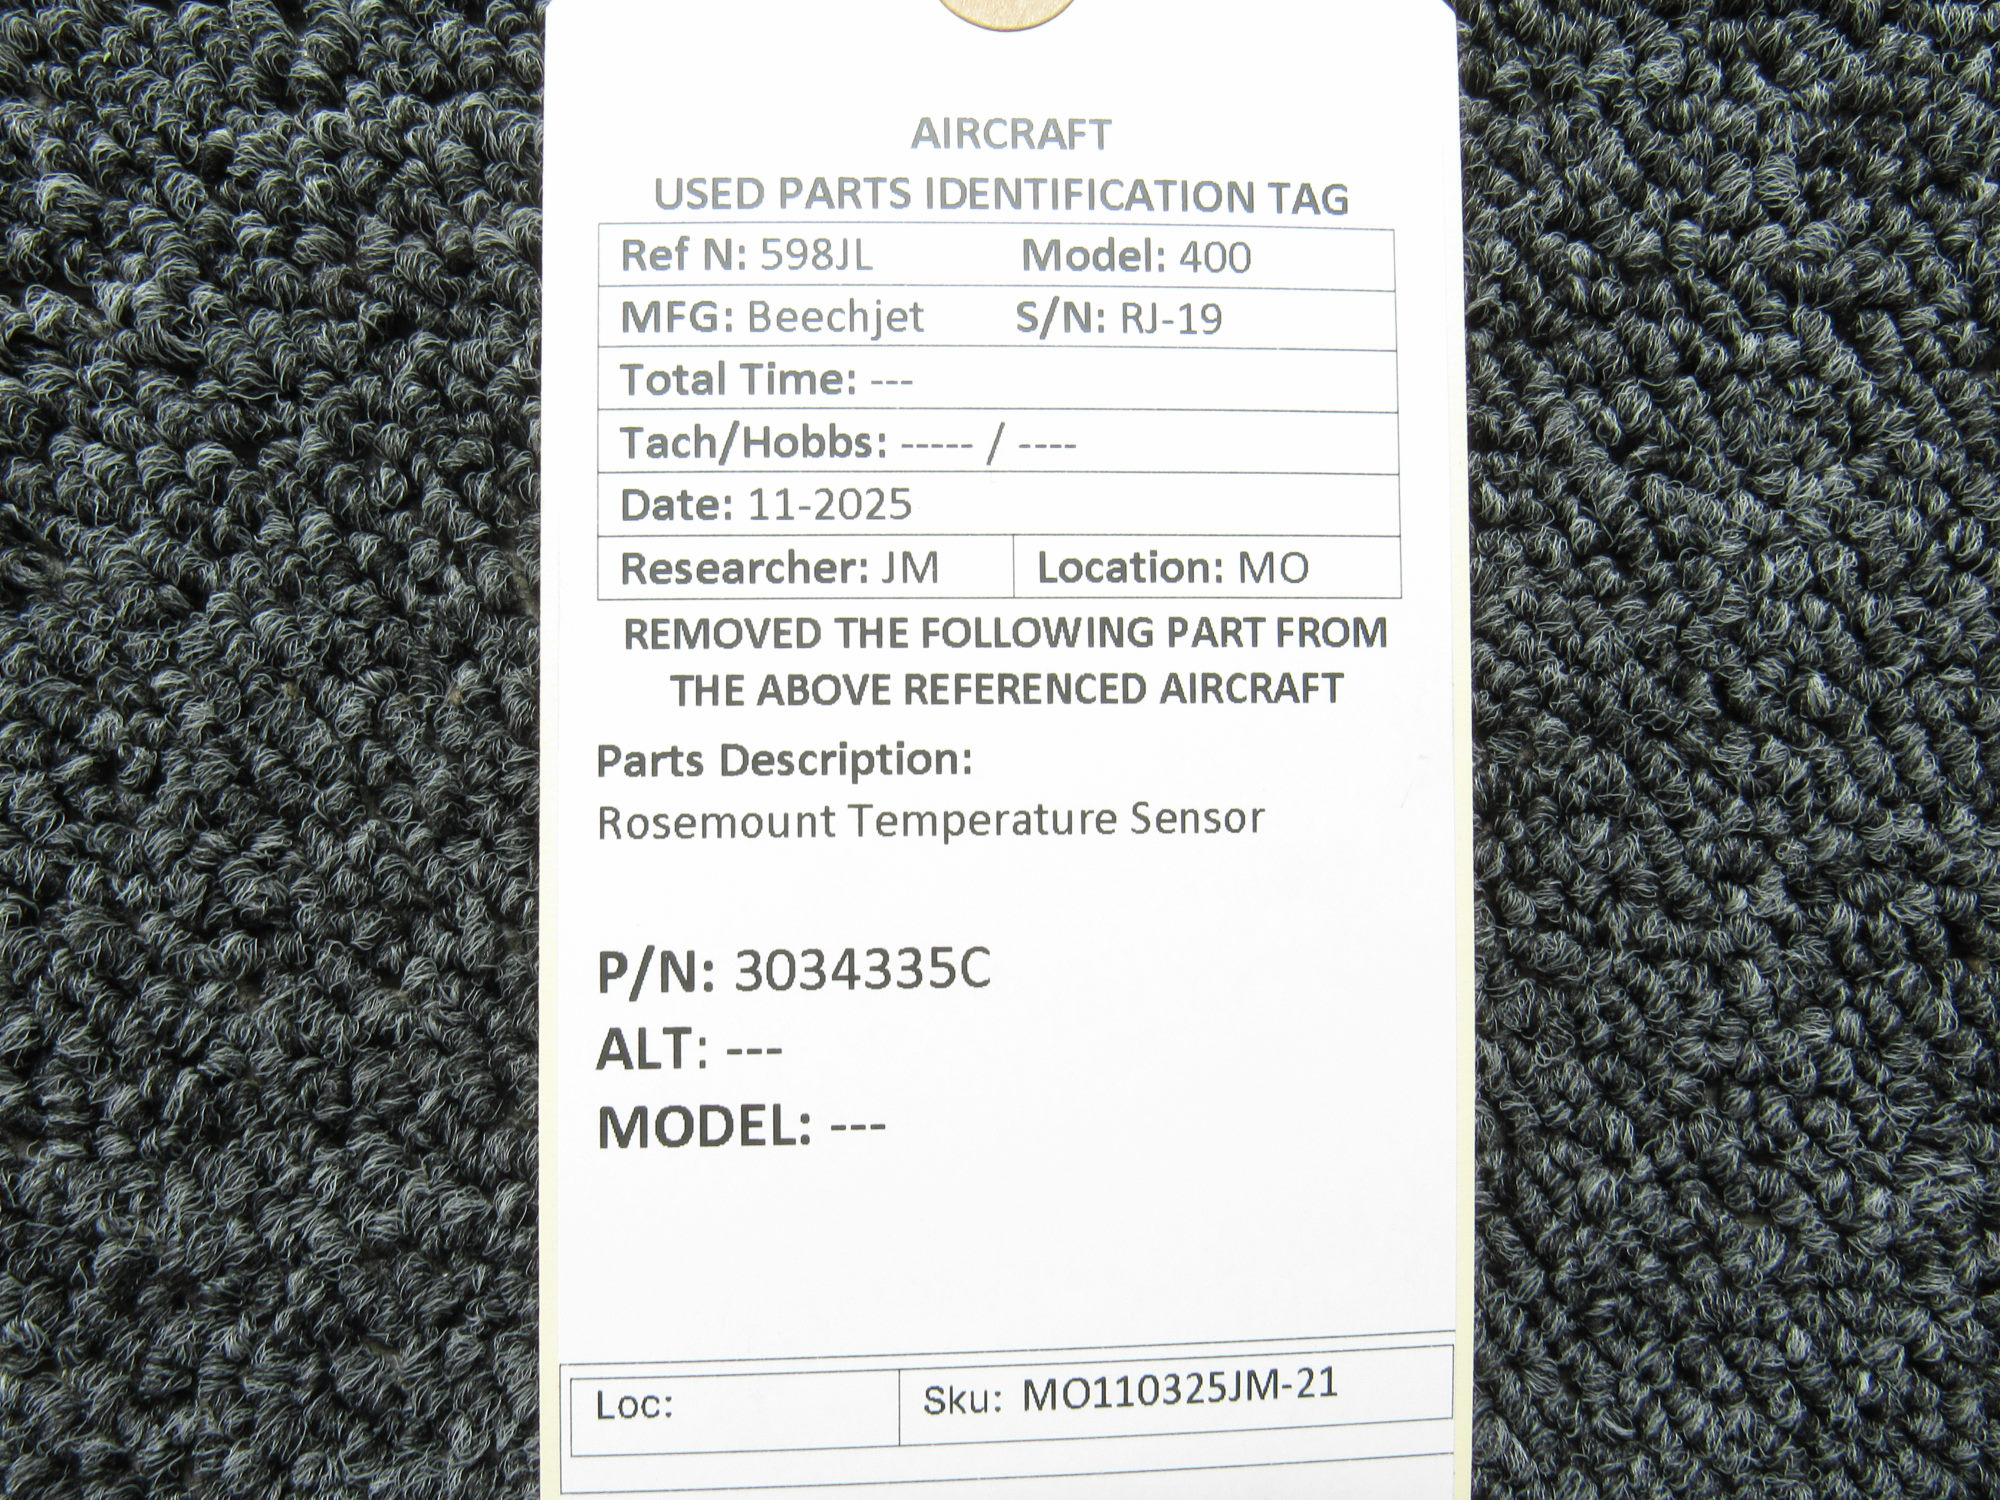 AIRCRAFT
USED PARTS IDENTIFICATION TAG
Ref N: 598JL Model: 400
MFG: Beechjet S/N: RJ-19
Total Time: ---
Tach/Hobbs: ----- / ----
Date: 11-2025
Researcher: JM Location: MO
REMOVED THE FOLLOWING PART FROM
THE ABOVE REFERENCED AIRCRAFT
Parts Description:
Rosemount Temperature Sensor
P/N: 3034335C
ALT: ---
MODEL: ---
Loc: Sku: MO110325JM-21